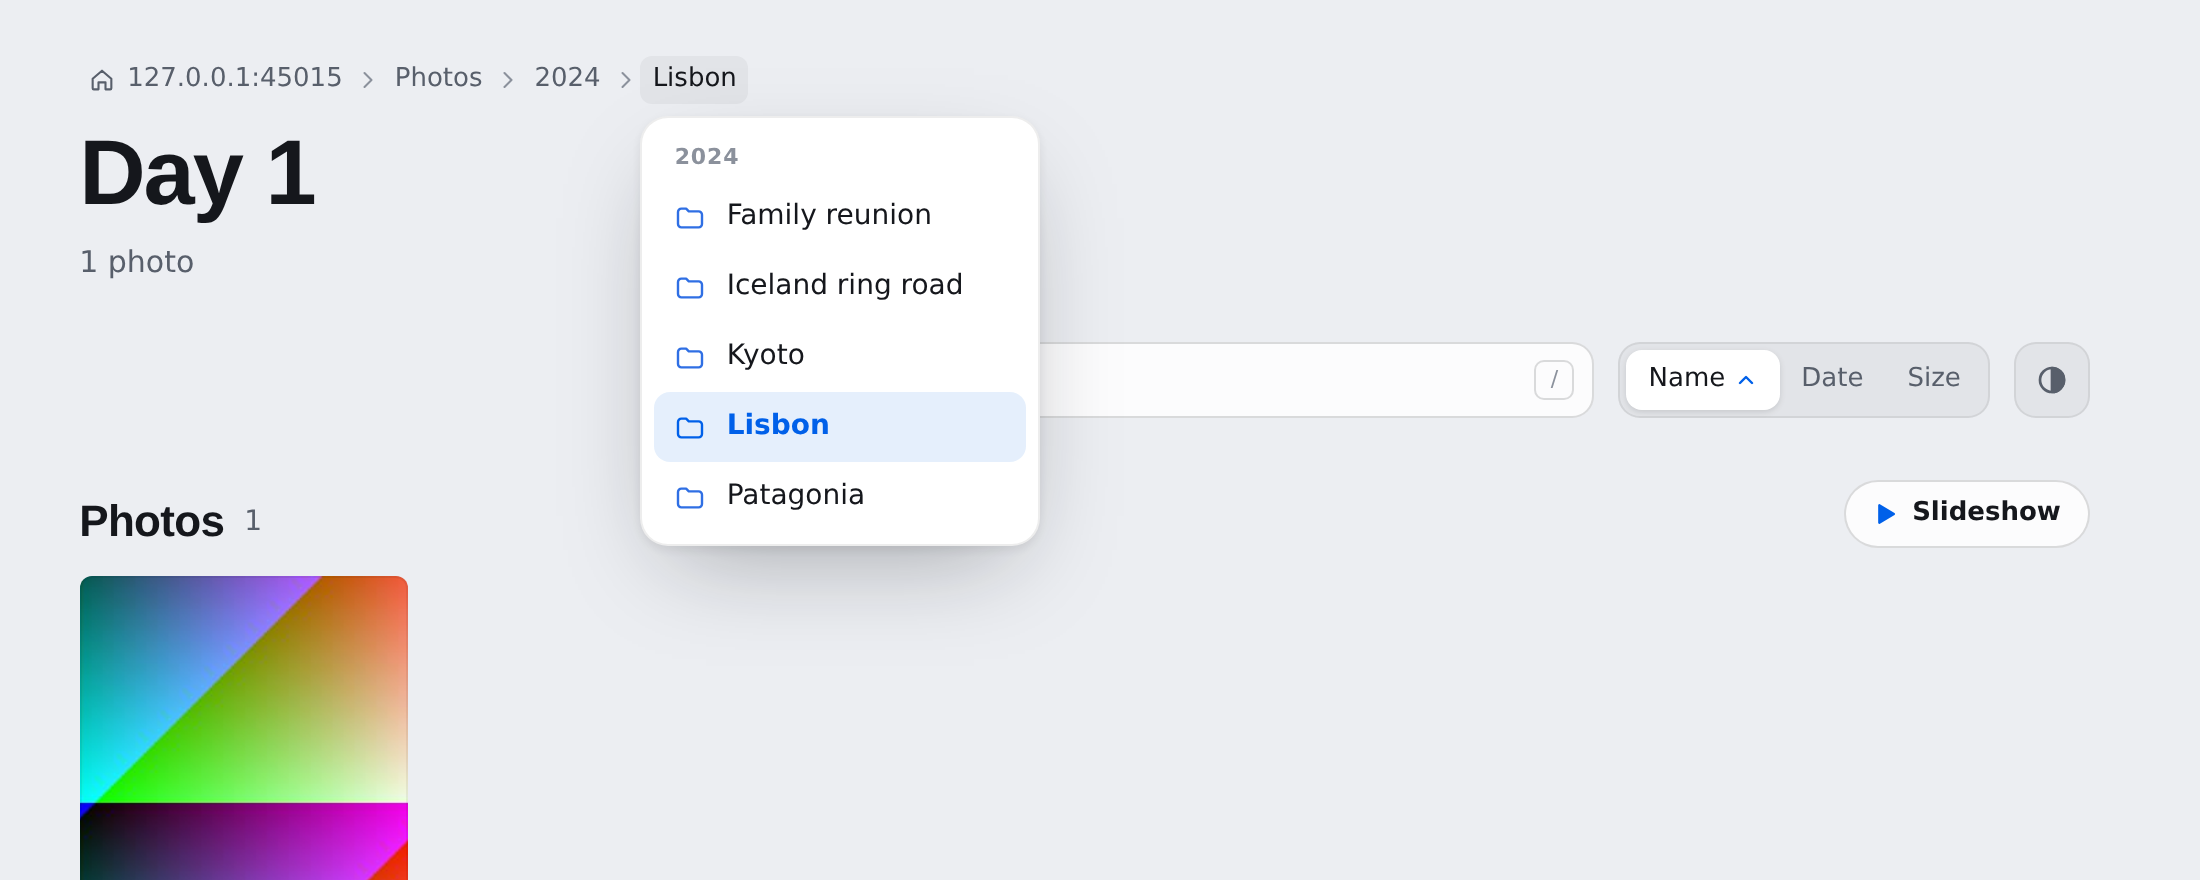 127.0.0.1:45015 > Photos > 2024 > Lisbon
Day 1
1 photo
2024
Family reunion
Iceland ring road
Kyoto
Lisbon
Patagonia
/
Name Date Size
Photos 1
Slideshow